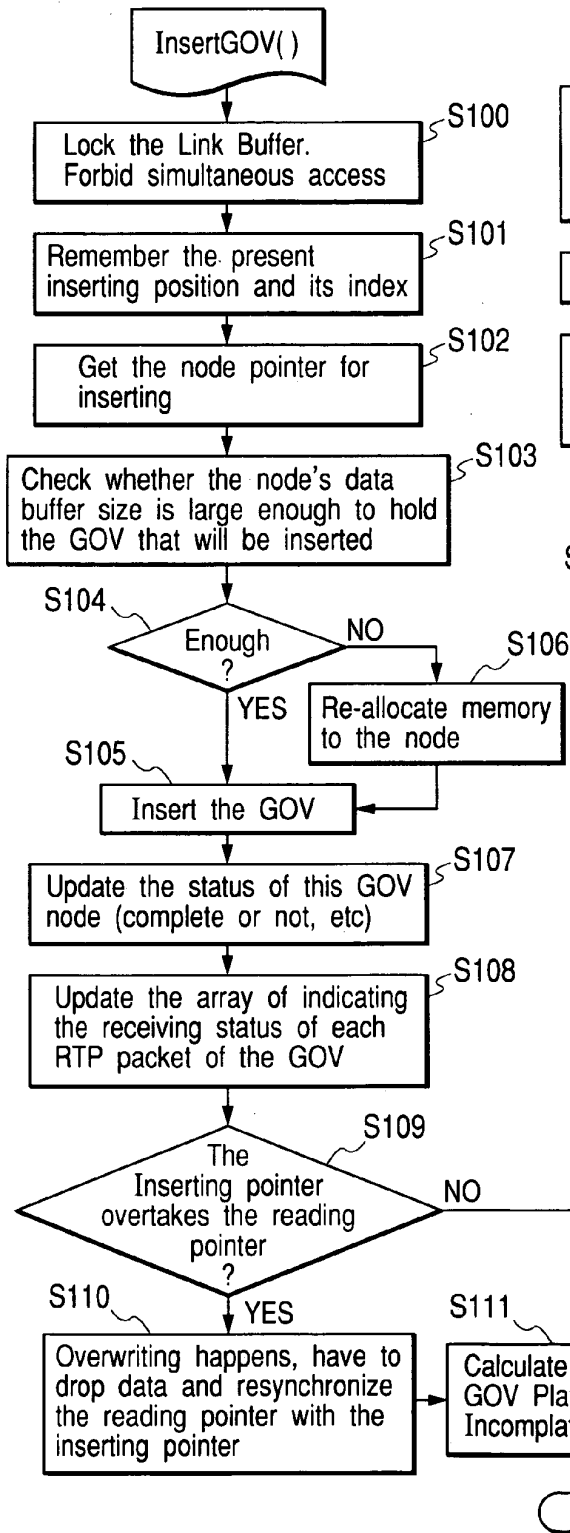 InsertGOV( )
S100
Lock the Link Buffer.
Forbid simultaneous access
S101
Remember the present
inserting position and its index
S102
Get the node pointer for
inserting
S103
Check whether the node's data
buffer size is large enough to hold
the GOV that will be inserted
S104
Enough
?
NO
YES
S106
Re-allocate memory
to the node
S105
Insert the GOV
S107
Update the status of this GOV
node (complete or not, etc)
S108
Update the array of indicating
the receiving status of each
RTP packet of the GOV
S109
The
Inserting pointer
overtakes the reading
pointer
?
NO
YES
S110
Overwriting happens, have to
drop data and resynchronize
the reading pointer with the
inserting pointer
S111
Calculate
GOV